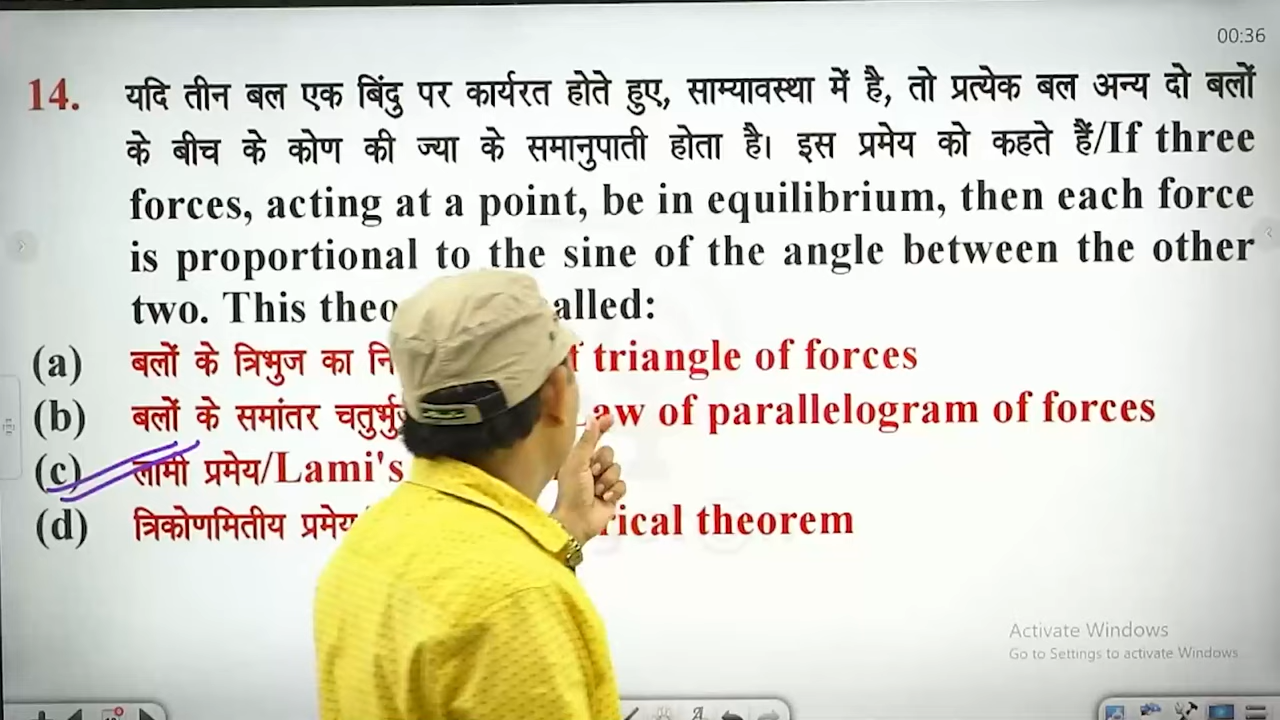 00:36
14. यदि तीन बल एक बिंदु पर कार्यरत होते हुए, साम्यावस्था में है, तो प्रत्येक बल अन्य दो बलों
के बीच के कोण की ज्या के समानुपाती होता है। इस प्रमेय को कहते हैं/If three
forces, acting at a point, be in equilibrium, then each force
is proportional to the sine of the angle between the other
two. This alled:
(a) बलों के त्रिभुज का triangle of forces
(b) बलों के समांतर aw of parallelogram of forces
(c) लामी प्रमेय/Lami's
(d) त्रिकोणमितीय प्रमेय rical theorem
Activate Windows
Go to Settings to activate Windows